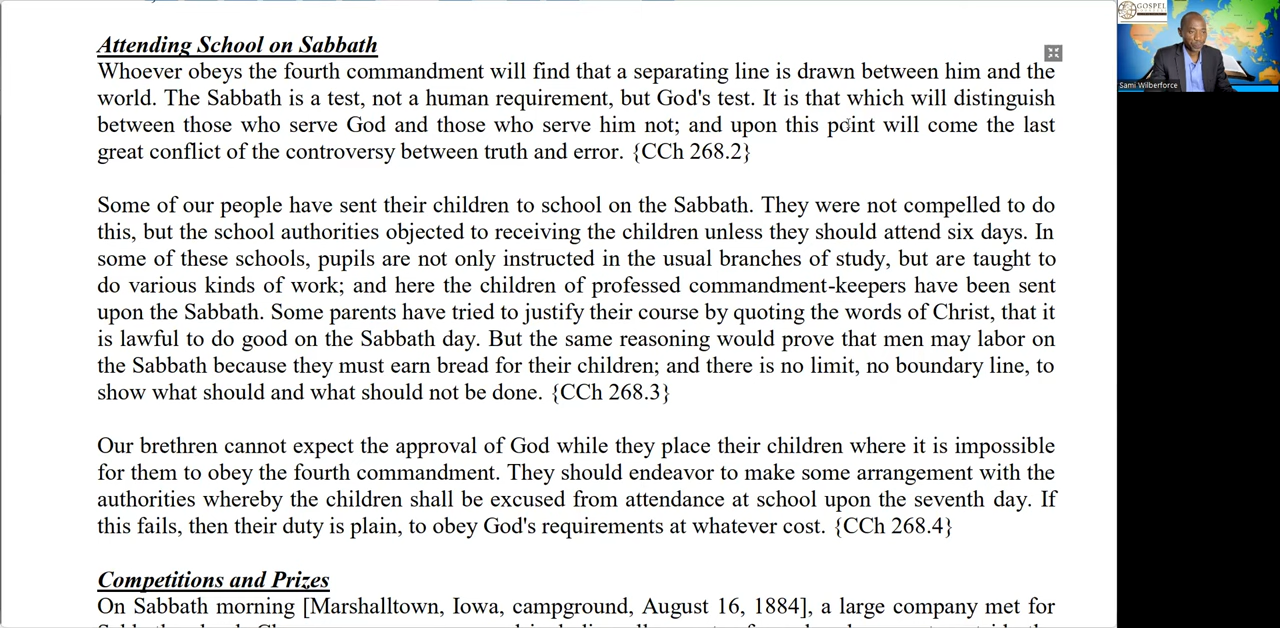 Attending School on Sabbath
Whoever obeys the fourth commandment will find that a separating line is drawn between him and the
world. The Sabbath is a test, not a human requirement, but God's test. It is that which will distinguish
between those who serve God and those who serve him not; and upon this point will come the last
great conflict of the controversy between truth and error. {CCh 268.2}
Some of our people have sent their children to school on the Sabbath. They were not compelled to do
this, but the school authorities objected to receiving the children unless they should attend six days. In
some of these schools, pupils are not only instructed in the usual branches of study, but are taught to
do various kinds of work; and here the children of professed commandment-keepers have been sent
upon the Sabbath. Some parents have tried to justify their course by quoting the words of Christ, that it
is lawful to do good on the Sabbath day. But the same reasoning would prove that men may labor on
the Sabbath because they must earn bread for their children; and there is no limit, no boundary line, to
show what should and what should not be done. {CCh 268.3}
Our brethren cannot expect the approval of God while they place their children where it is impossible
for them to obey the fourth commandment. They should endeavor to make some arrangement with the
authorities whereby the children shall be excused from attendance at school upon the seventh day. If
this fails, then their duty is plain, to obey God's requirements at whatever cost. {CCh 268.4}
Competitions and Prizes
On Sabbath morning [Marshalltown, Iowa, campground, August 16, 1884], a large company met for
GOSPEL
Sami Wilberforce